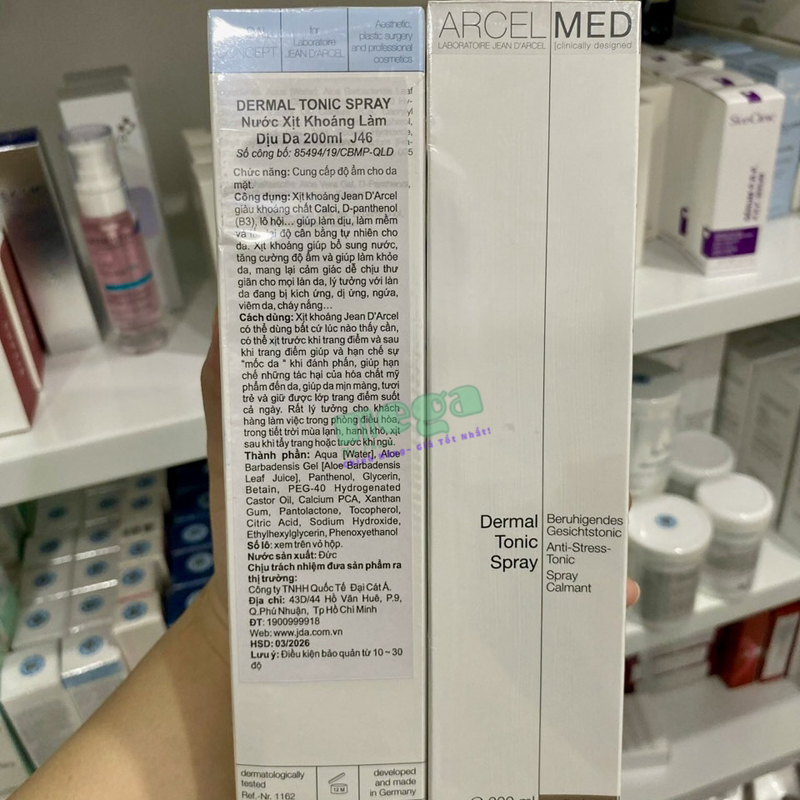 for
Laboratoire
JEAN D'ARCEL
Aesthetic,
plastic surgery
and professional
cosmetics
DERMAL TONIC SPRAY
Nước Xịt Khoáng Làm
Dịu Da 200ml J46
Số công bố: 85494/19/CBMP-QLD
Chức năng: Cung cấp độ ẩm cho da
mặt.
Công dụng: Xịt khoáng Jean D'Arcel
giàu khoáng chất Calci, D-panthenol
(B3), lô hội... giúp làm dịu, làm mềm
độ cân bằng tự nhiên cho
da. Xịt khoáng giúp bổ sung nước,
tăng cường độ ẩm và giúp làm khỏe
da, mang lại cảm giác dễ chịu thư
giãn cho mọi làn da, lý tưởng với làn
da đang bị kích ứng, dị ứng, ngứa,
viêm da, cháy nắng...
Cách dùng: Xịt khoáng Jean D'Arcel
có thể dùng bất cứ lúc nào thấy cần,
có thể xịt trước khi trang điểm và sau
khi trang điểm giúp và hạn chế sự
"mốc da " khi đánh phấn, giúp hạn
chế những tác hại của hóa chất mỹ
phẩm đến da, giúp da mịn màng, tươi
trẻ và giữ được lớp trang điểm suốt
cả ngày. Rất lý tưởng cho khách
hàng làm việc trong phòng điều hòa,
trong tiết trời mùa lạnh, hanh khô, xịt
sau khi tẩy trang hoặc trước khi ngủ.
Thành phần: Aqua [Water], Aloe
Barbadensis Gel [Aloe Barbadensis
Leaf Juice], Panthenol, Glycerin,
Betain, PEG-40 Hydrogenated
Castor Oil, Calcium PCA, Xanthan
Gum, Pantolactone, Tocopherol,
Citric Acid, Sodium Hydroxide,
Ethylhexylglycerin, Phenoxyethanol
Số lô: xem trên vỏ hộp.
Nước sản xuất: Đức
Chịu trách nhiệm đưa sản phẩm ra
thị trường:
Công ty TNHH Quốc Tế Đại Cát Á.
Địa chỉ: 43D/44 Hồ Văn Huê, P.9,
Q.Phú Nhuận, Tp Hồ Chí Minh
ĐT: 1900999918
Web: www.jda.com.vn
HSD: 03/2026
Lưu ý: Điều kiện bảo quản từ 10 ~ 30
độ
dermatologically
tested
Ref.-Nr. 1162
12 M
developed
and made
in Germany
ARCELMED
LABORATOIRE JEAN D'ARCEL
[clinically designed
Dermal
Tonic
Spray
Beruhigendes
Gesichtstonic
Anti-Stress-
Tonic
Spray
Calmant
mega
Giá Tốt Nhất!
SkinClinic